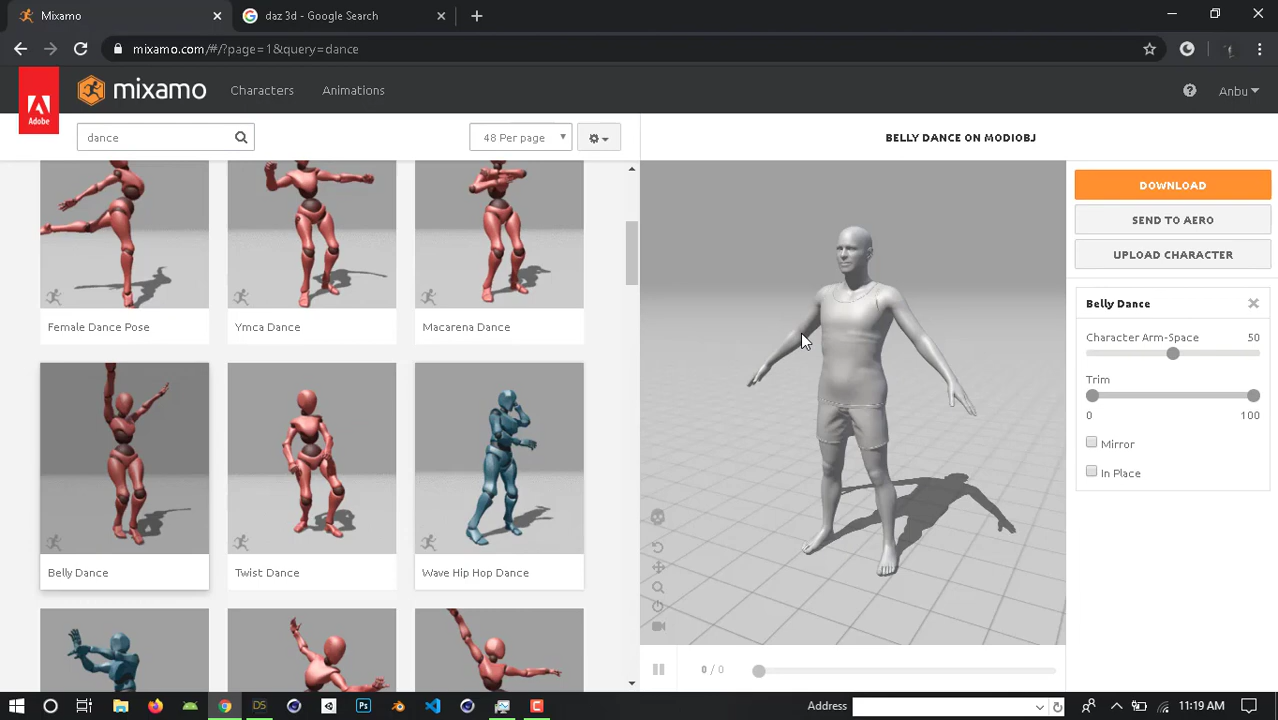 Mixamo
daz 3d - Google Search
mixamo.com/#/?page=1&query=dance
Adobe
mixamo
Characters
Animations
Anbu
dance
48 Per page
BELLY DANCE ON MODIOBJ
DOWNLOAD
SEND TO AERO
UPLOAD CHARACTER
Female Dance Pose
Ymca Dance
Macarena Dance
Belly Dance
Character Arm-Space 50
Trim
0 100
Mirror
In Place
Belly Dance
Twist Dance
Wave Hip Hop Dance
0 / 0
DS
Ps
Address
11:19 AM